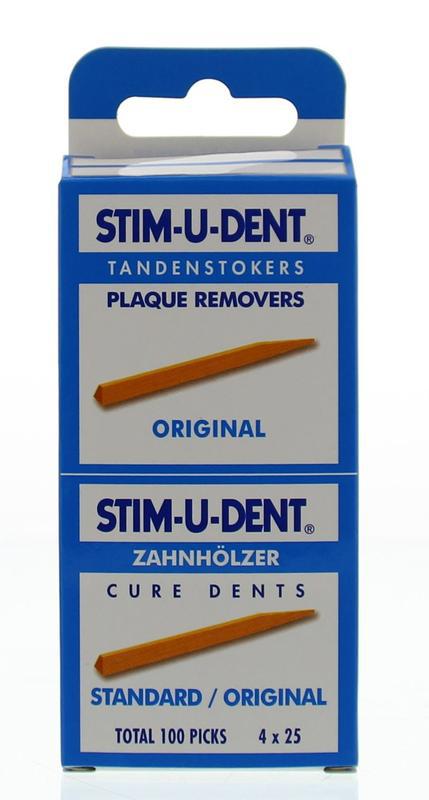 STIM-U-DENT®
TANDENSTOKERS
PLAQUE REMOVERS
ORIGINAL
STIM-U-DENT®
ZAHNHÖLZER
CURE DENTS
STANDARD / ORIGINAL
TOTAL 100 PICKS 4 x 25